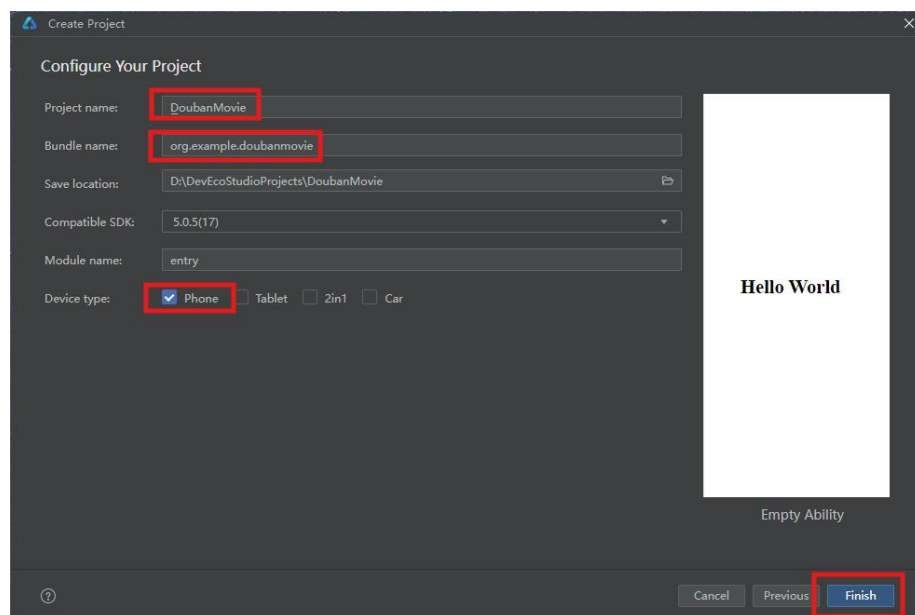 Create Project
Configure Your Project
Project name: DoubanMovie
Bundle name: org.example.doubanmovie
Save location: D:\DevEcoStudioProjects\DoubanMovie
Compatible SDK: 5.0.5(17)
Module name: entry
Device type: Phone Tablet 2in1 Car
Hello World
Empty Ability
? Cancel Previous Finish